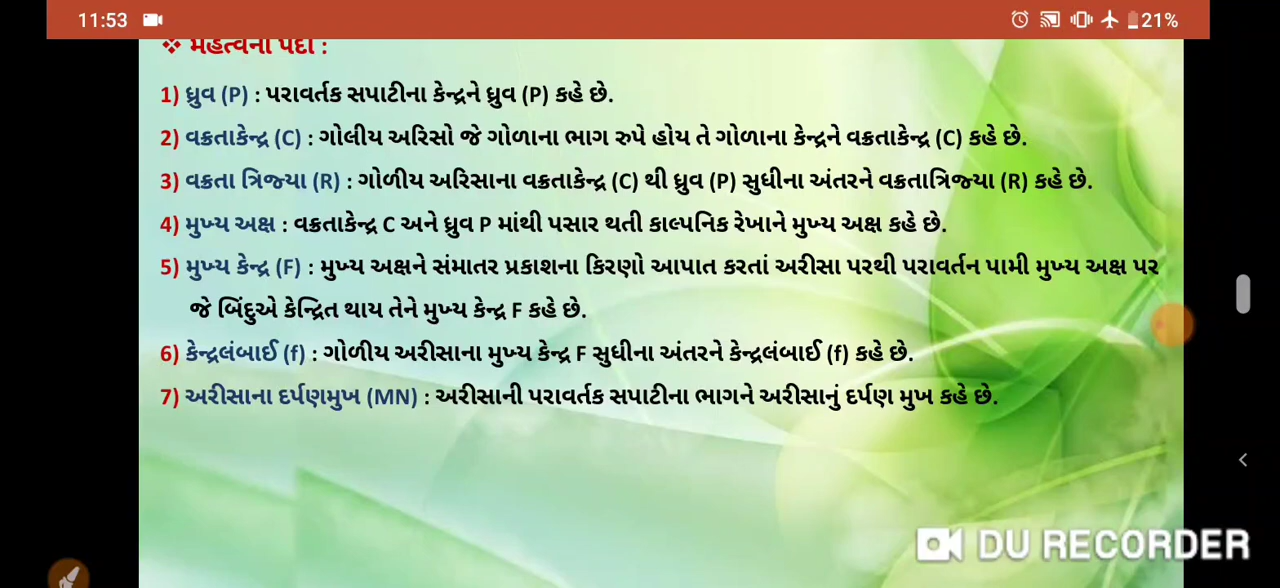 11:53
21%
❖ મહત્વના પદો :
1) ધ્રુવ (P) : પરાવર્તક સપાટીના કેન્દ્રને ધ્રુવ (P) કહે છે.
2) વક્રતાકેન્દ્ર (C) : ગોલીય અરિસો જે ગોળાના ભાગ રુપે હોય તે ગોળાના કેન્દ્રને વક્રતાકેન્દ્ર (C) કહે છે.
3) વક્રતા ત્રિજ્યા (R) : ગોળીય અરિસાના વક્રતાકેન્દ્ર (C) થી ધ્રુવ (P) સુધીના અંતરને વક્રતાત્રિજ્યા (R) કહે છે.
4) મુખ્ય અક્ષ : વક્રતાકેન્દ્ર C અને ધ્રુવ P માંથી પસાર થતી કાલ્પનિક રેખાને મુખ્ય અક્ષ કહે છે.
5) મુખ્ય કેન્દ્ર (F) : મુખ્ય અક્ષને સંમાતર પ્રકાશના કિરણો આપાત કરતાં અરીસા પરથી પરાવર્તન પામી મુખ્ય અક્ષ પર
જે બિંદુએ કેન્દ્રિત થાય તેને મુખ્ય કેન્દ્ર F કહે છે.
6) કેન્દ્રલંબાઈ (f) : ગોળીય અરીસાના મુખ્ય કેન્દ્ર F સુધીના અંતરને કેન્દ્રલંબાઈ (f) કહે છે.
7) અરીસાના દર્પણમુખ (MN) : અરીસાની પરાવર્તક સપાટીના ભાગને અરીસાનું દર્પણ મુખ કહે છે.
DU RECORDER